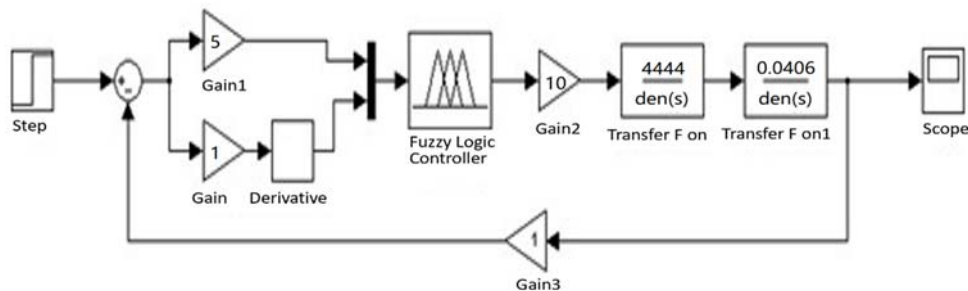 Step
+
-
5
Gain1
1
Gain
Derivative
Fuzzy Logic
Controller
10
Gain2
4444
den(s)
Transfer F on
0.0406
den(s)
Transfer F on1
Scope
1
Gain3